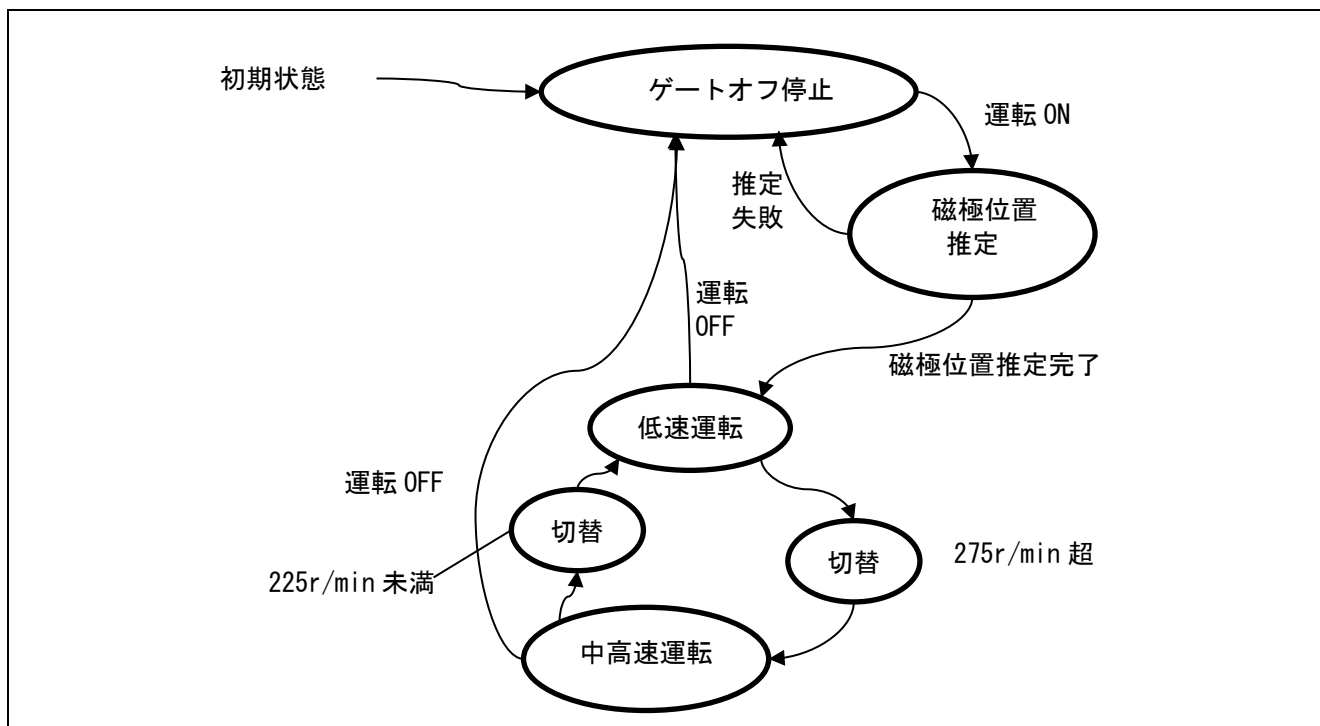 初期状態
ゲートオフ停止
運転 ON
推定
失敗
磁極位置
推定
運転
OFF
磁極位置推定完了
低速運転
運転 OFF
切替
切替
275r/min 超
225r/min 未満
中高速運転